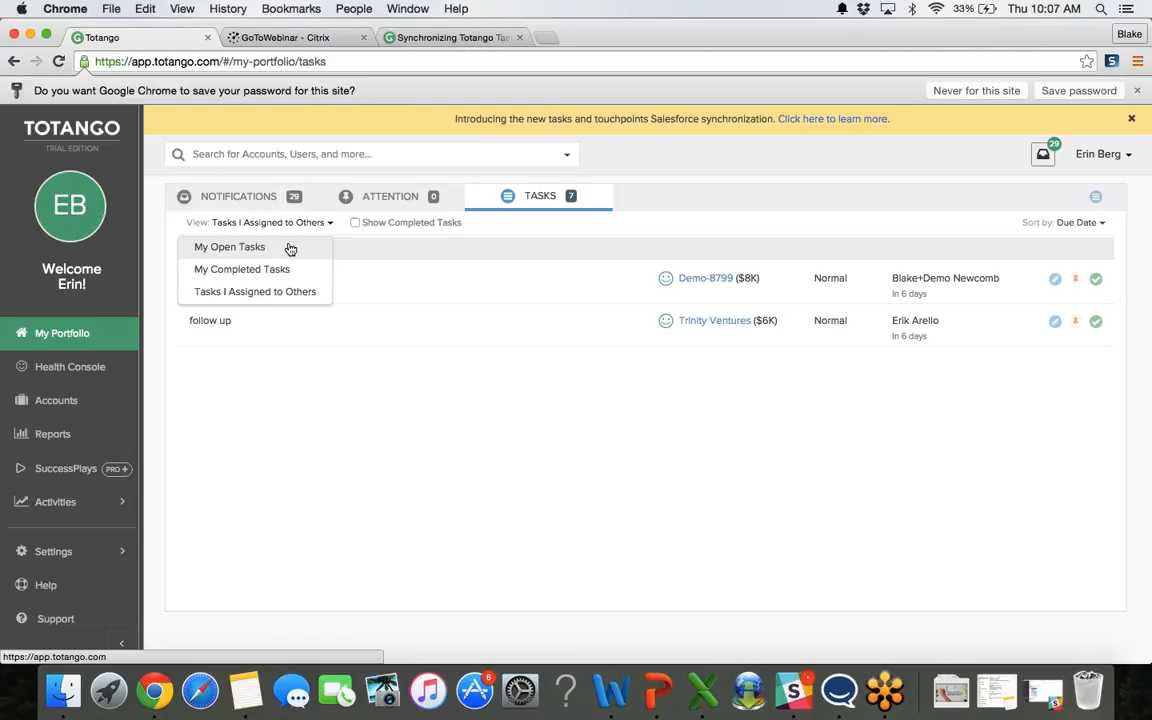 Chrome File Edit View History Bookmarks People Window Help 33% Thu 10:07 AM
Totango × GoToWebinar - Citrix × Synchronizing Totango Tas × Blake
https://app.totango.com/#/my-portfolio/tasks
Do you want Google Chrome to save your password for this site? Never for this site Save password ×
TOTANGO
TRIAL EDITION
EB
Welcome
Erin!
My Portfolio
Health Console
Accounts
Reports
SuccessPlays PRO+
Activities
Settings
Help
Support
Introducing the new tasks and touchpoints Salesforce synchronization. Click here to learn more. ×
Search for Accounts, Users, and more... 29 Erin Berg
NOTIFICATIONS 29 ATTENTION 0 TASKS 7
View: Tasks I Assigned to Others Show Completed Tasks Sort by: Due Date
My Open Tasks
My Completed Tasks
Tasks I Assigned to Others
Demo-8799 ($8K) Normal Blake+Demo Newcomb
In 6 days
follow up Trinity Ventures ($6K) Normal Erik Arello
In 6 days
https://app.totango.com
6